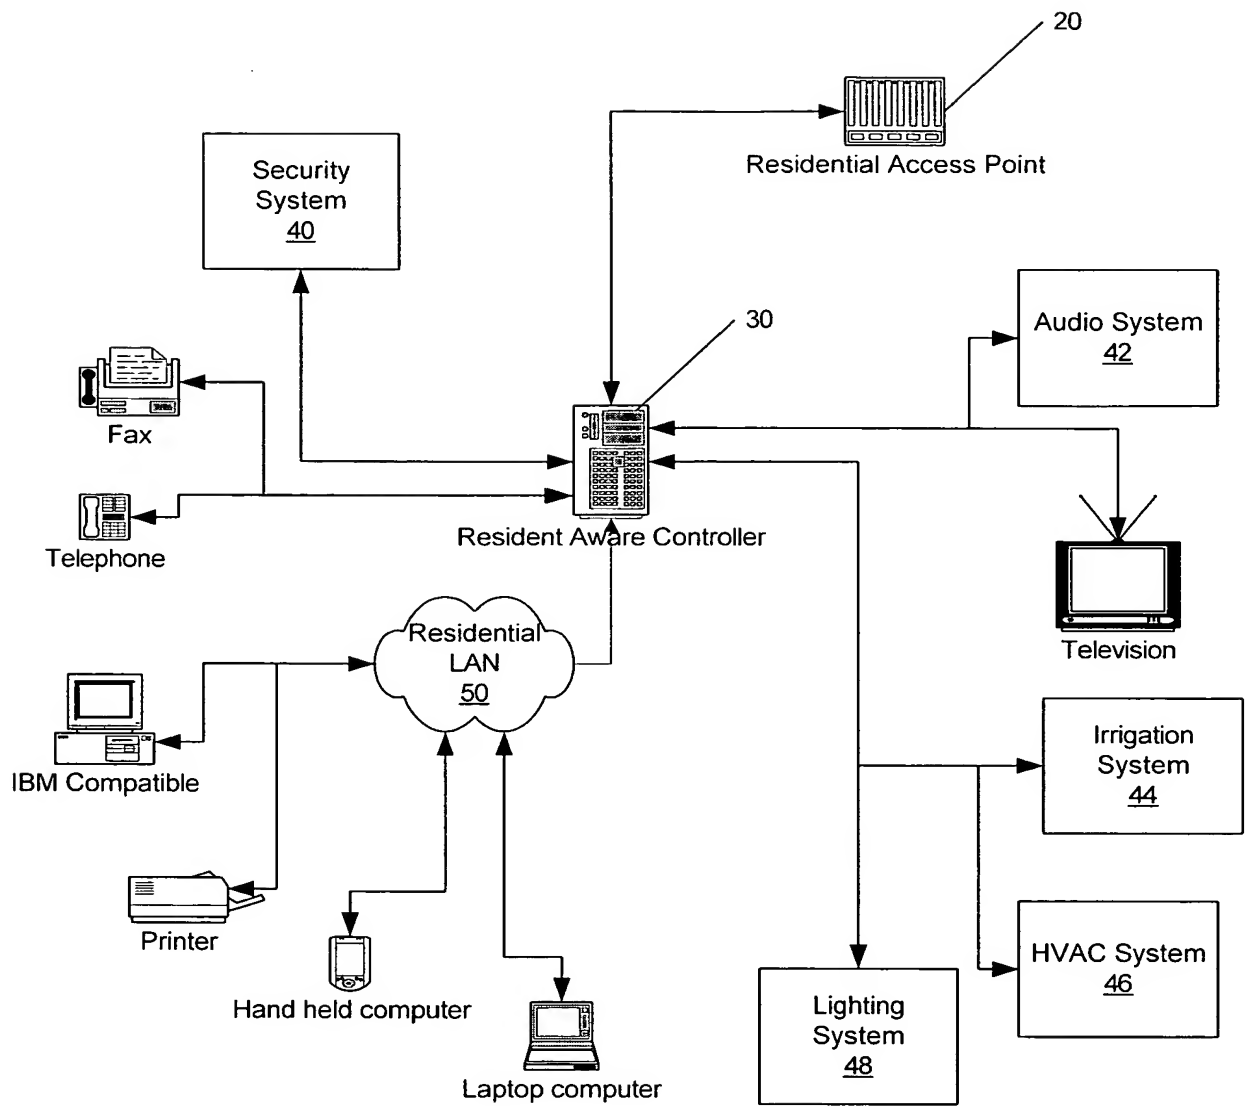 20
Residential Access Point
Security
System
40
30
Audio System
42
Fax
Telephone
Resident Aware Controller
Television
Residential
LAN
50
IBM Compatible
Irrigation
System
44
Printer
Hand held computer
HVAC System
46
Lighting
System
48
Laptop computer